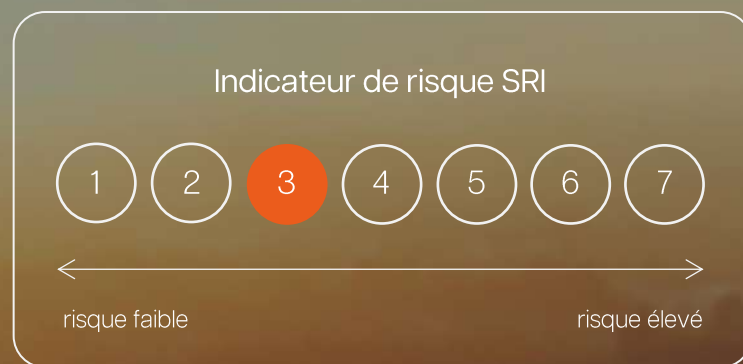 Indicateur de risque SRI
1 2 3 4 5 6 7
risque faible risque élevé